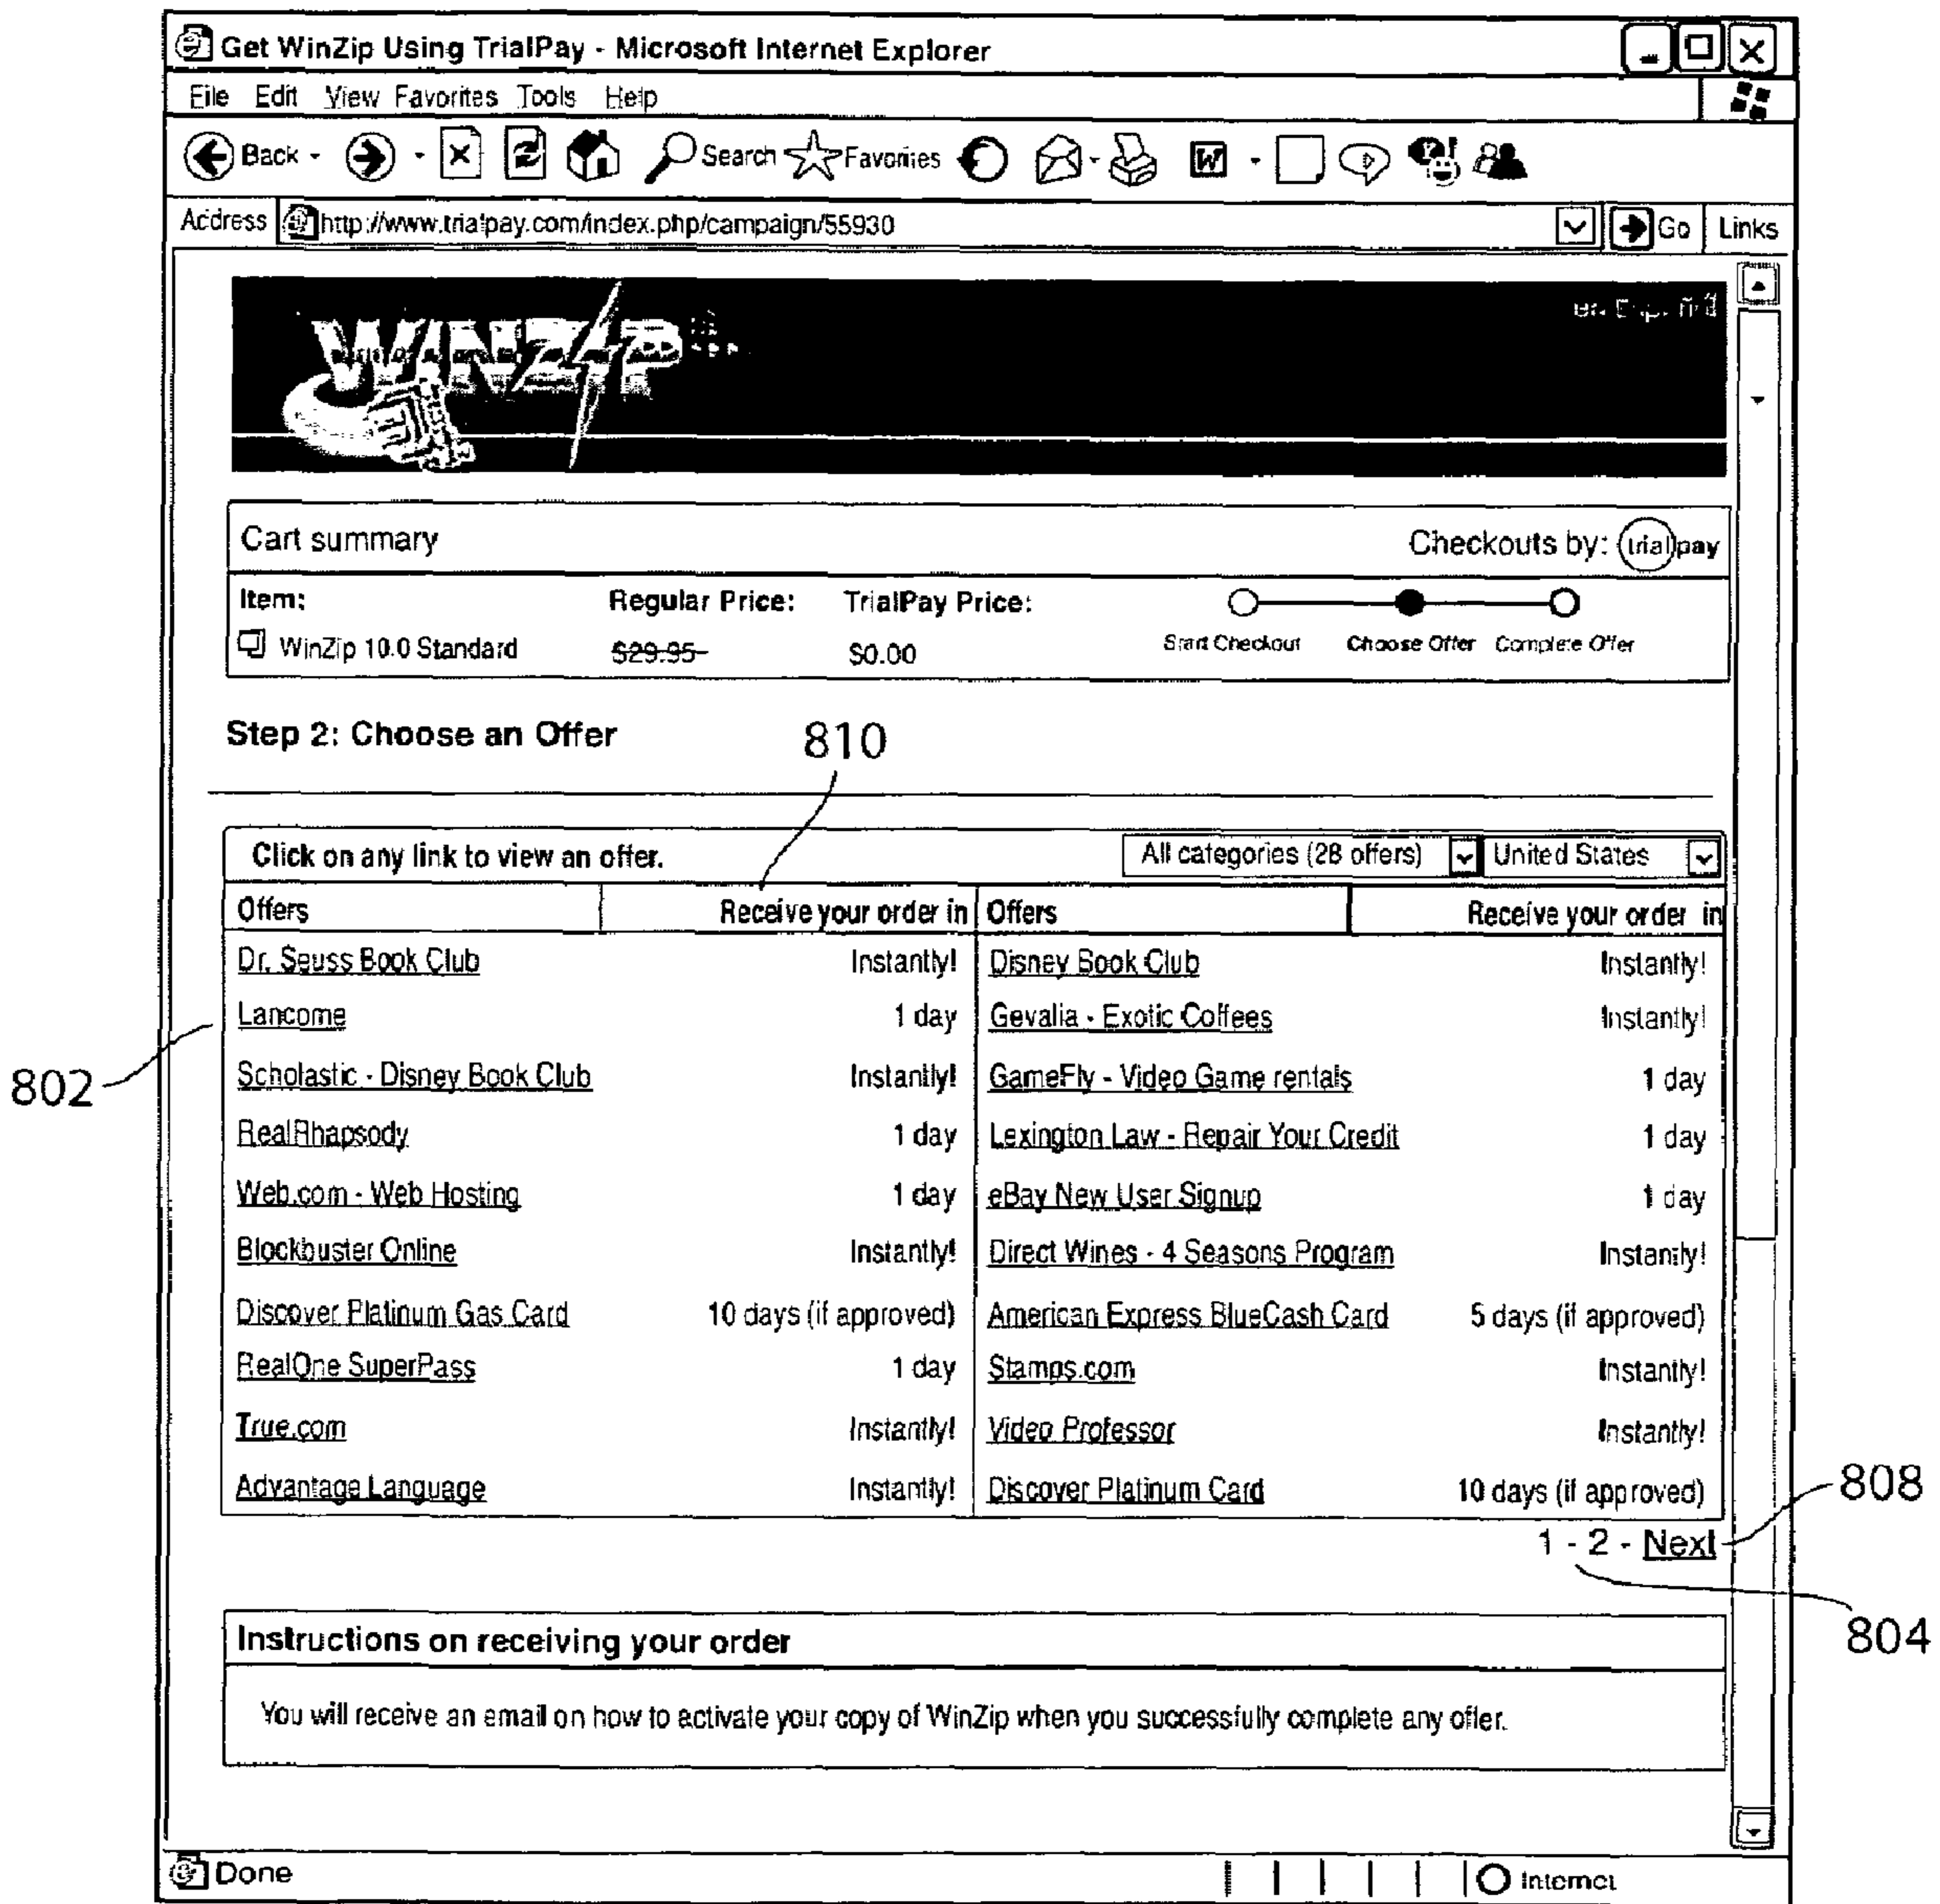 Get WinZip Using TrialPay - Microsoft Internet Explorer
File Edit View Favorites Tools Help
Back - - Search Favorites - W -
Address http://www.trialpay.com/index.php/campaign/55930 Go Links
WINZIP
Cart summary Checkouts by: trialpay
Item: Regular Price: TrialPay Price:
WinZip 10.0 Standard $29.95 $0.00 Start Checkout Choose Offer Complete Offer
Step 2: Choose an Offer 810
Click on any link to view an offer. All categories (28 offers) United States
Offers Receive your order in Offers Receive your order in
Dr. Seuss Book Club Instantly! Disney Book Club Instantly!
Lancome 1 day Gevalia - Exotic Coffees Instantly!
802
Scholastic - Disney Book Club Instantly! GameFly - Video Game rentals 1 day
RealRhapsody 1 day Lexington Law - Repair Your Credit 1 day
Web.com - Web Hosting 1 day eBay New User Signup 1 day
Blockbuster Online Instantly! Direct Wines - 4 Seasons Program Instantly!
Discover Platinum Gas Card 10 days (if approved) American Express BlueCash Card 5 days (if approved)
RealOne SuperPass 1 day Stamps.com Instantly!
True.com Instantly! Video Professor Instantly!
Advantage Language Instantly! Discover Platinum Card 10 days (if approved)
808
1 - 2 - Next
804
Instructions on receiving your order
You will receive an email on how to activate your copy of WinZip when you successfully complete any offer.
Done Internet